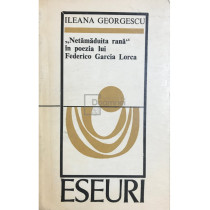 ILEANA GEORGESCU
„Netămăduita rană“
în poezia lui
Federico Garcia Lorca
ESEURI